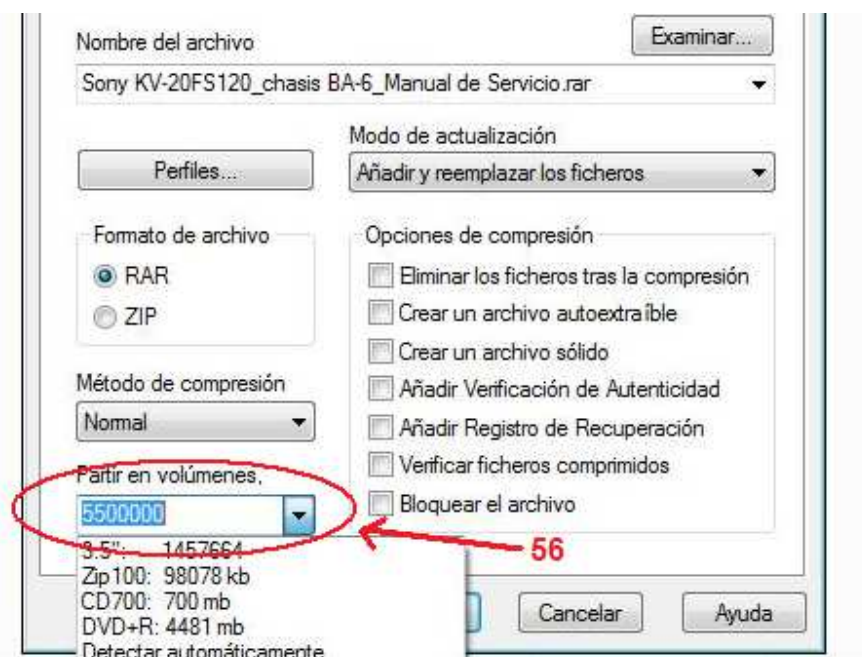 Nombre del archivo
Examinar...
Sony KV-20FS120_chasis BA-6_Manual de Servicio.rar
Perfiles...
Modo de actualización
Añadir y reemplazar los ficheros
Formato de archivo
RAR
ZIP
Método de compresión
Normal
Partir en volúmenes,
5500000
3.5": 1457664
Zip100: 98078 kb
CD700: 700 mb
DVD+R: 4481 mb
Detectar automáticamente
Opciones de compresión
Eliminar los ficheros tras la compresión
Crear un archivo autoextraíble
Crear un archivo sólido
Añadir Verificación de Autenticidad
Añadir Registro de Recuperación
Verificar ficheros comprimidos
Bloquear el archivo
56
Cancelar
Ayuda